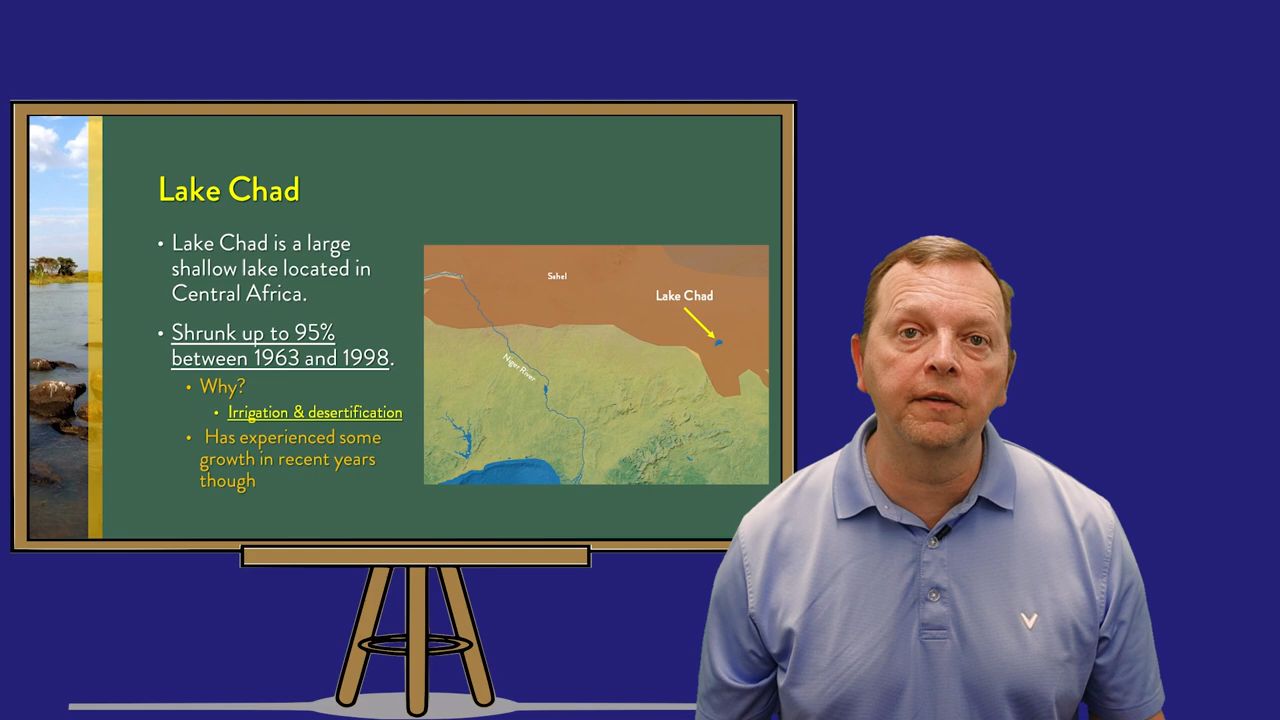 Lake Chad
• Lake Chad is a large
shallow lake located in
Central Africa.
• Shrunk up to 95%
between 1963 and 1998.
• Why?
• Irrigation & desertification
• Has experienced some
growth in recent years
though
Sahel
Lake Chad
Niger River